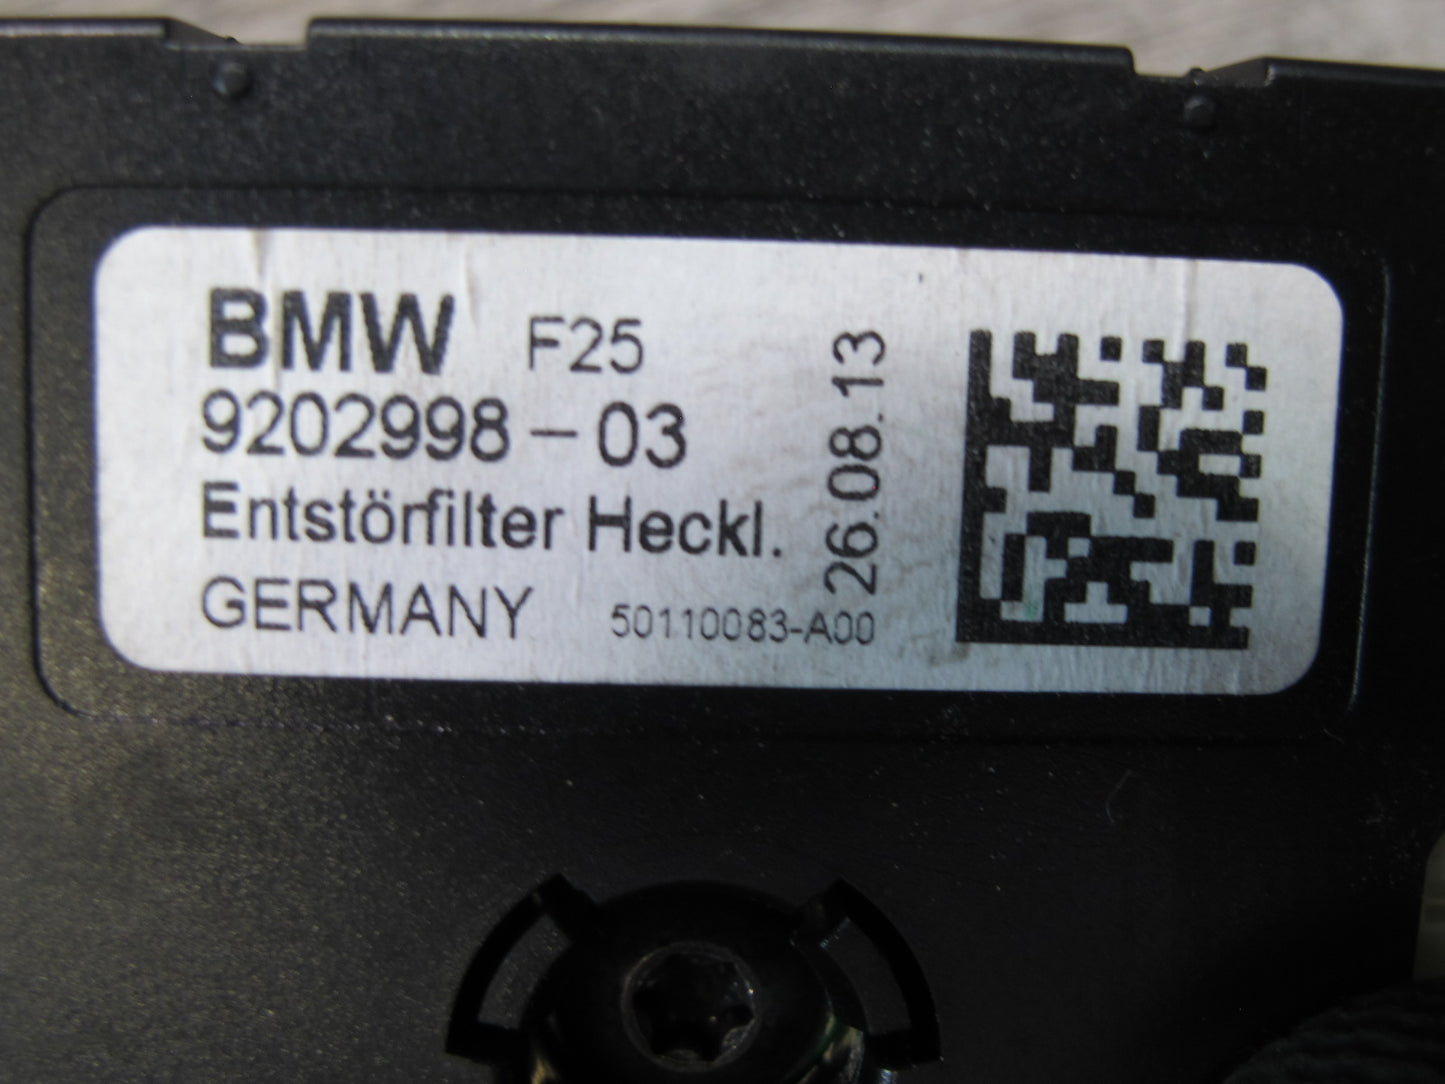 BMW F25
9202998-03
Entstörfilter Heckl.
GERMANY 50110083-A00
26.08.13